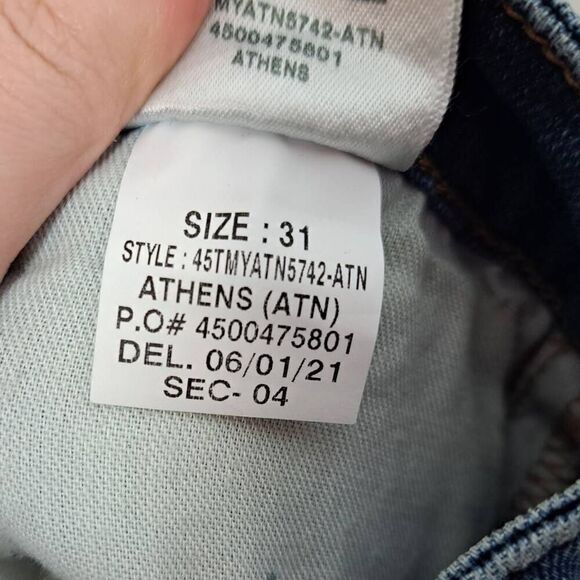 MYATN5742-ATN
4500475801
ATHENS
SIZE : 31
STYLE : 45TMYATN5742-ATN
ATHENS (ATN)
P.O# 4500475801
DEL. 06/01/21
SEC- 04